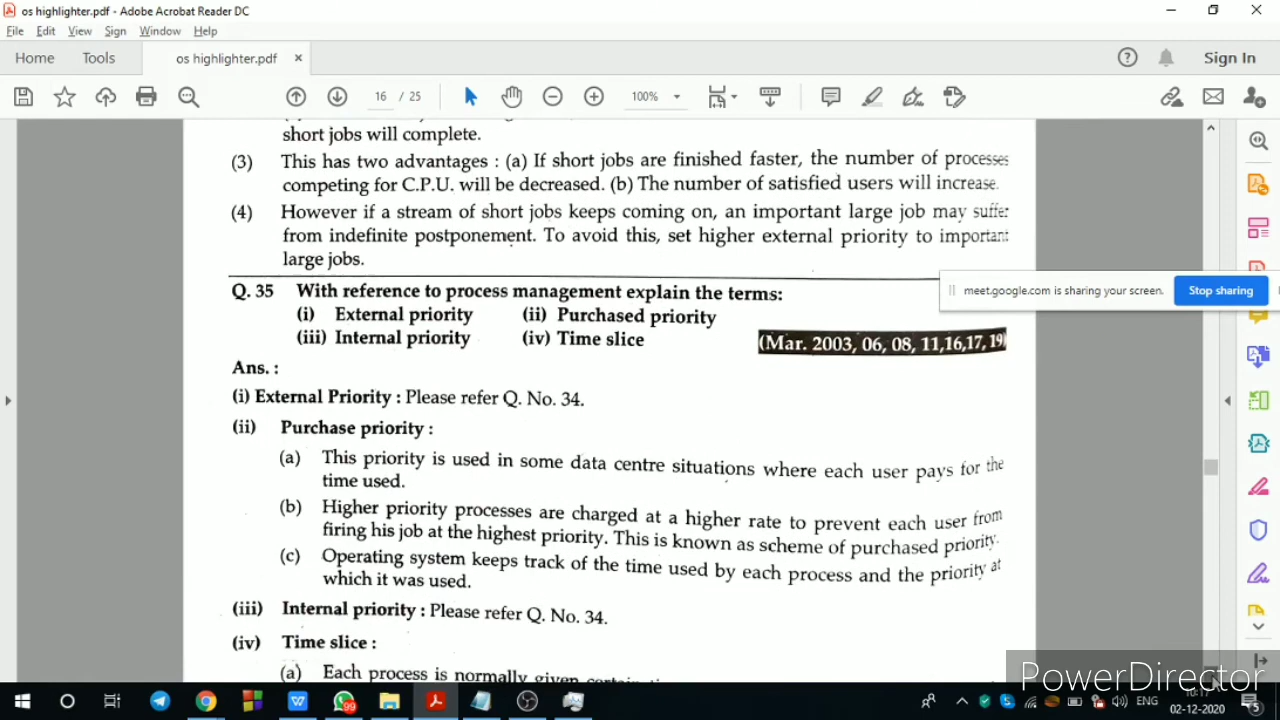 os highlighter.pdf - Adobe Acrobat Reader DC
File Edit View Sign Window Help
Home Tools os highlighter.pdf × Sign In
16 / 25 100%
short jobs will complete.
(3) This has two advantages : (a) If short jobs are finished faster, the number of processes
competing for C.P.U. will be decreased. (b) The number of satisfied users will increase.
(4) However if a stream of short jobs keeps coming on, an important large job may suffer
from indefinite postponement. To avoid this, set higher external priority to important
large jobs.
Q. 35 With reference to process management explain the terms:
meet.google.com is sharing your screen. Stop sharing
(i) External priority (ii) Purchased priority
(iii) Internal priority (iv) Time slice
(Mar. 2003, 06, 08, 11,16,17, 19)
Ans. :
(i) External Priority : Please refer Q. No. 34.
(ii) Purchase priority :
(a) This priority is used in some data centre situations where each user pays for the
time used.
(b) Higher priority processes are charged at a higher rate to prevent each user from
firing his job at the highest priority. This is known as scheme of purchased priority.
(c) Operating system keeps track of the time used by each process and the priority at
which it was used.
(iii) Internal priority : Please refer Q. No. 34.
(iv) Time slice :
(a) Each process is normally given
PowerDirector
99 ENG 10:17
02-12-2020 5